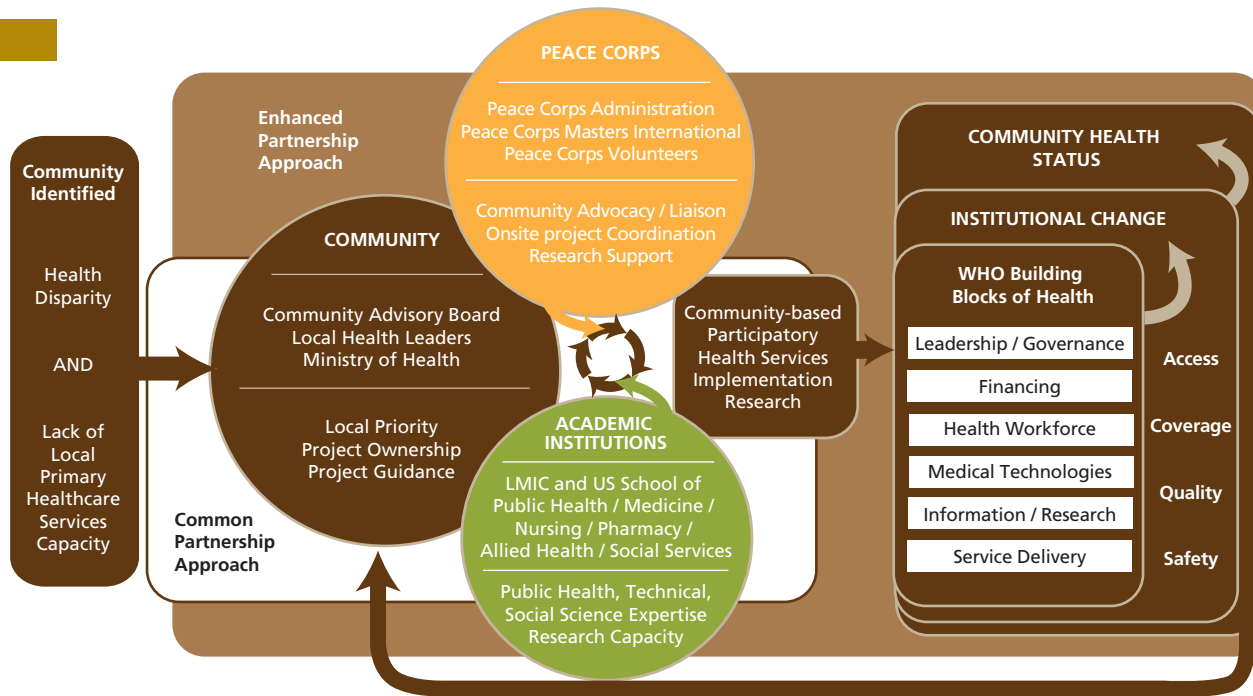 Community
Identified
Health
Disparity
AND
Lack of
Local
Primary
Healthcare
Services
Capacity
Enhanced
Partnership
Approach
Common
Partnership
Approach
COMMUNITY
Community Advisory Board
Local Health Leaders
Ministry of Health
Local Priority
Project Ownership
Project Guidance
PEACE CORPS
Peace Corps Administration
Peace Corps Masters International
Peace Corps Volunteers
Community Advocacy / Liaison
Onsite project Coordination
Research Support
ACADEMIC
INSTITUTIONS
LMIC and US School of
Public Health / Medicine /
Nursing / Pharmacy /
Allied Health / Social Services
Public Health, Technical,
Social Science Expertise
Research Capacity
Community-based
Participatory
Health Services
Implementation
Research
COMMUNITY HEALTH
STATUS
INSTITUTIONAL CHANGE
WHO Building
Blocks of Health
Leadership / Governance
Financing
Health Workforce
Medical Technologies
Information / Research
Service Delivery
Access
Coverage
Quality
Safety